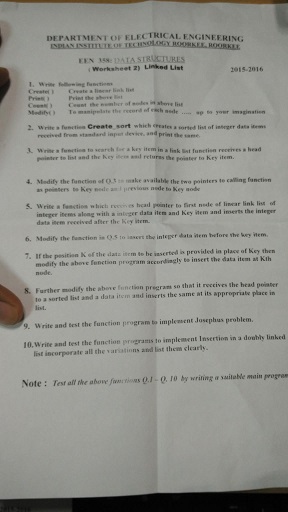 DEPARTMENT OF ELECTRICAL ENGINEERING
INDIAN INSTITUTE OF TECHNOLOGY ROORKEE, ROORKEE
EEN 358: DATA STRUCTURES
( Worksheet 2) Linked List 2015-2016
1. Write following functions
Create( ) Create a linear link list
Print( ) Print the above list
Count( ) Count the number of nodes in above list
Modify( ) To manipulate the record of each node ..... up to your imagination
2. Write a function Create_sort which creates a sorted list of integer data items
received from standard input device, and print the same.
3. Write a function to search for a key item in a link list function receives a head
pointer to list and the Key item and returns the pointer to Key item.
4. Modify the function of Q.3 to make available the two pointers to calling function
as pointers to Key node and previous node to Key node
5. Write a function which receives head pointer to first node of linear link list of
integer items along with a integer data item and Key item and inserts the integer
data item received after the Key item.
6. Modify the function in Q.5 to insert the integer data item before the key item.
7. If the position K of the data item to be inserted is provided in place of Key then
modify the above function program accordingly to insert the data item at Kth
node.
8. Further modify the above function program so that it receives the head pointer
to a sorted list and a data item and inserts the same at its appropriate place in
list.
9. Write and test the function program to implement Josephus problem.
10.Write and test the function programs to implement Insertion in a doubly linked
list incorporate all the variations and list them clearly.
Note : Test all the above functions Q.1 – Q. 10 by writing a suitable main program